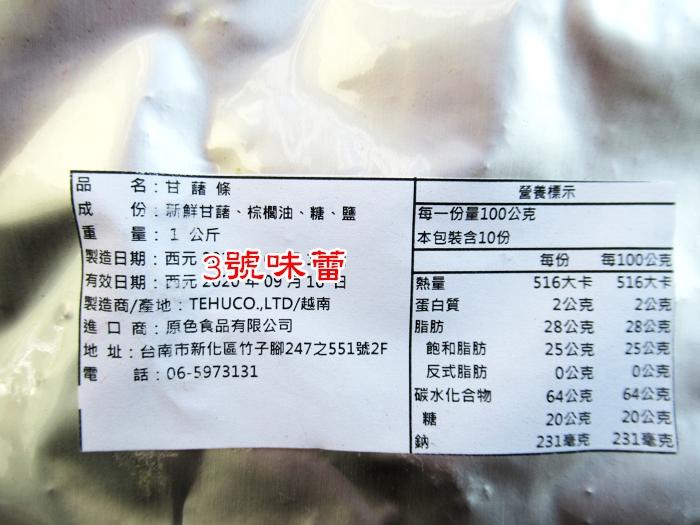 品 名：甘藷條
成 份：新鮮甘藷、棕櫚油、糖、鹽
重 量：1 公斤
製造日期：西元
3號味蕾
有效日期：西元 2020 年 09 月 日
製造商/產地：TEHUCO.,LTD/越南
進口商：原色食品有限公司
地 址：台南市新化區竹子腳247之551號2F
電 話：06-5973131
營養標示
每一份量100公克
本包裝含10份
每份 每100公克
熱量 516大卡 516大卡
蛋白質 2公克 2公克
脂肪 28公克 28公克
飽和脂肪 25公克 25公克
反式脂肪 0公克 0公克
碳水化合物 64公克 64公克
糖 20公克 20公克
鈉 231毫克 231毫克